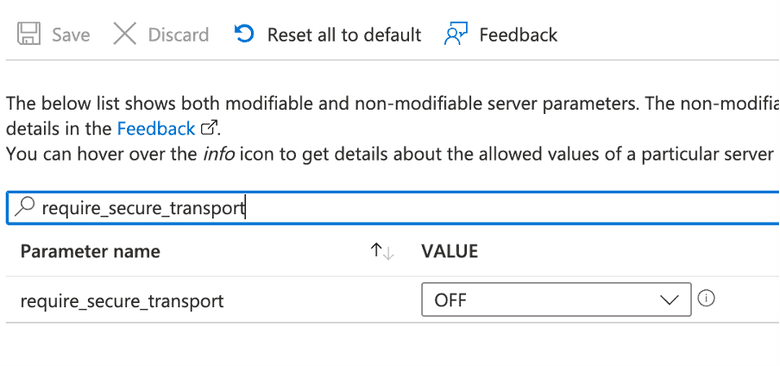 Save Discard Reset all to default Feedback
The below list shows both modifiable and non-modifiable server parameters. The
details in the Feedback.
You can hover over the info icon to get details about the allowed values of a particular server
require_secure_transport
Parameter name VALUE
require_secure_transport OFF